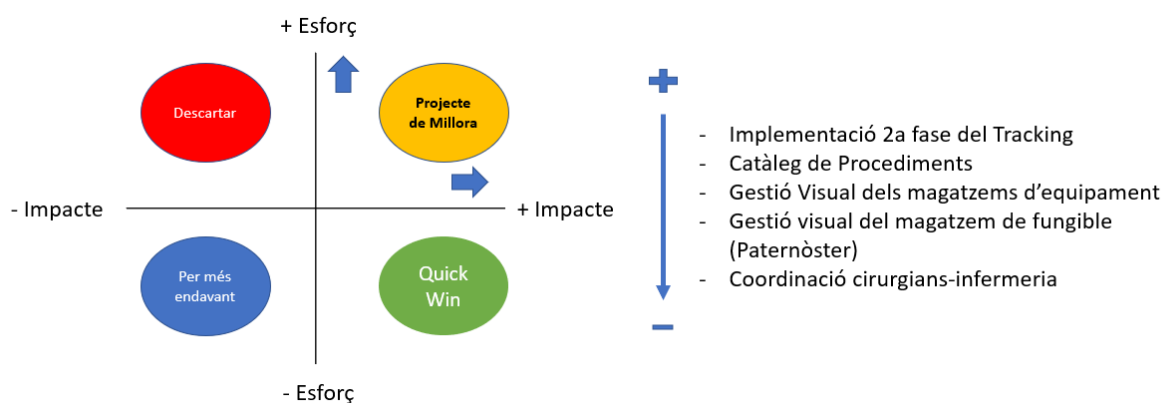 + Esforç
Descartar
Projecte
de Millora
- Impacte
+ Impacte
Per més
endavant
Quick
Win
- Esforç
- Implementació 2a fase del Tracking
- Catàleg de Procediments
- Gestió Visual dels magatzems d’equipament
- Gestió visual del magatzem de fungible
(Paternòster)
- Coordinació cirurgians-infermeria